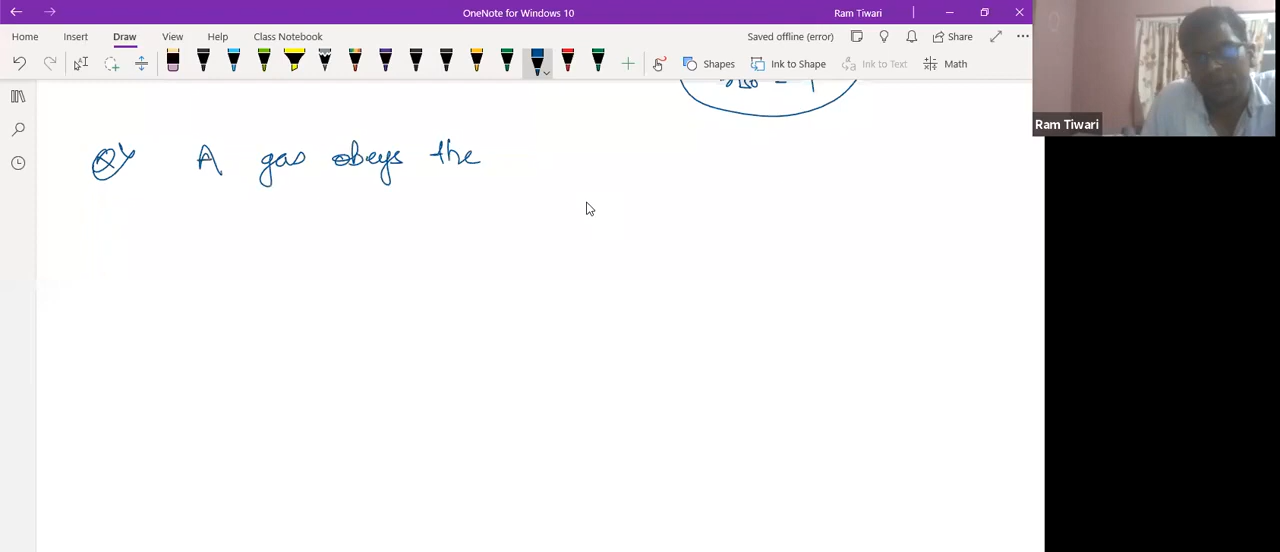 OneNote for Windows 10
Ram Tiwari
Home Insert Draw View Help Class Notebook
Saved offline (error)
Share
Shapes
Ink to Shape
Ink to Text
Math
Ram Tiwari
Q A gas obeys the